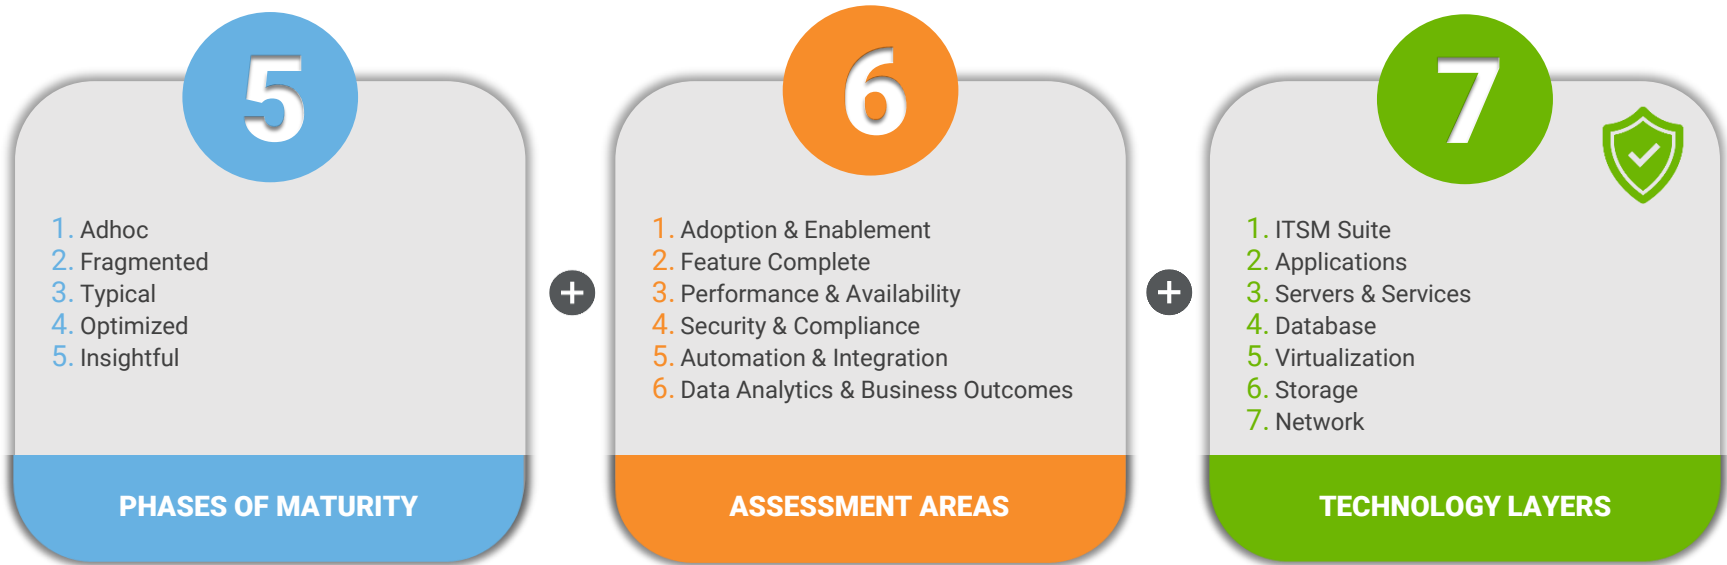 5
1. Adhoc
2. Fragmented
3. Typical
4. Optimized
5. Insightful
PHASES OF MATURITY
6
1. Adoption & Enablement
2. Feature Complete
3. Performance & Availability
4. Security & Compliance
5. Automation & Integration
6. Data Analytics & Business Outcomes
ASSESSMENT AREAS
7
1. ITSM Suite
2. Applications
3. Servers & Services
4. Database
5. Virtualization
6. Storage
7. Network
TECHNOLOGY LAYERS